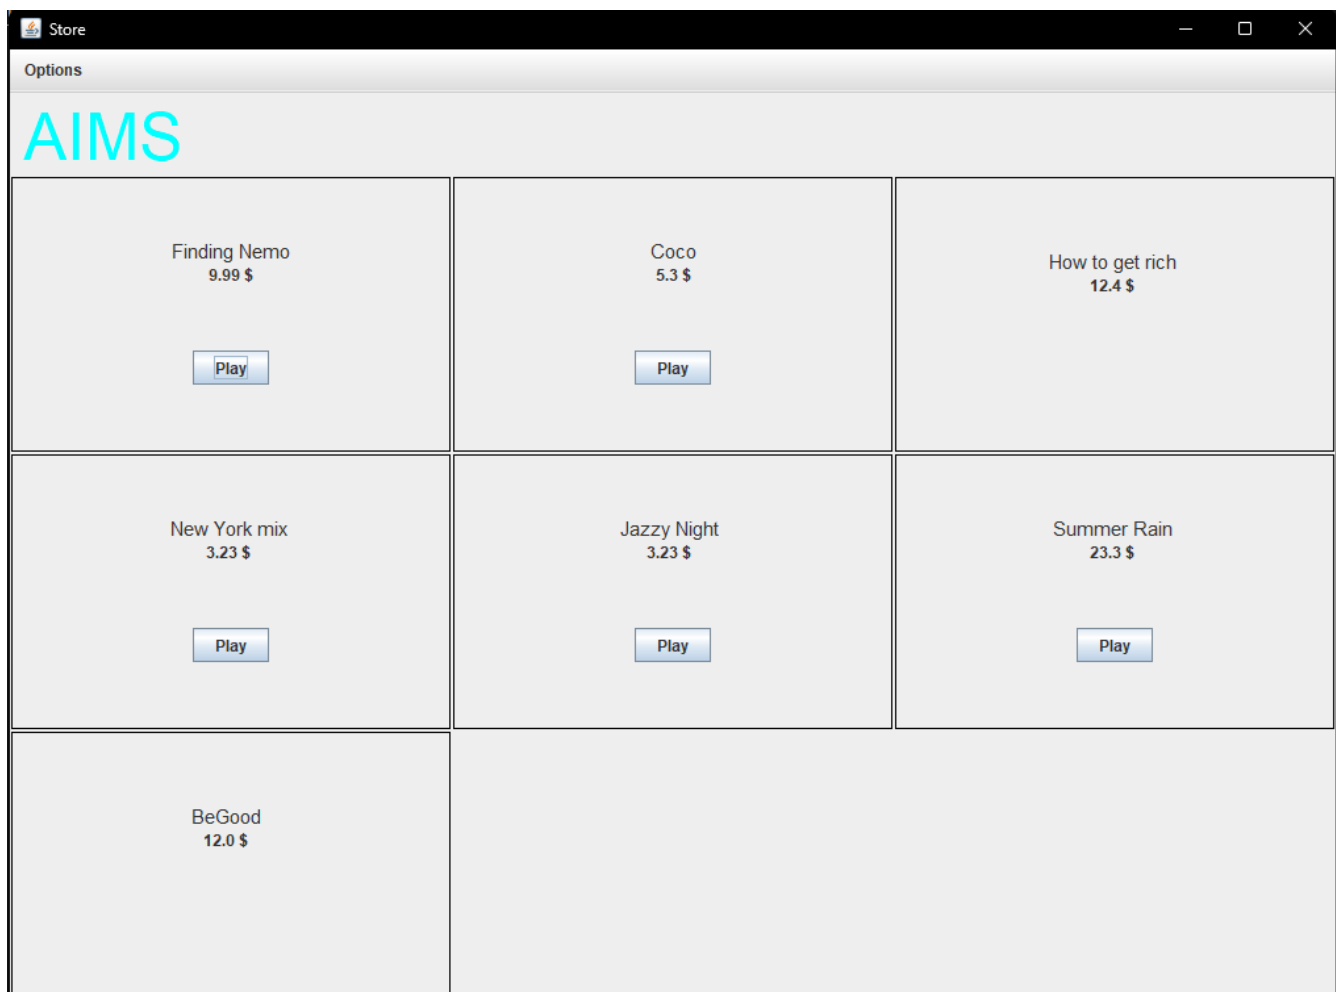 Store
Options
AIMS
Finding Nemo
9.99 $
Play
Coco
5.3 $
Play
How to get rich
12.4 $
New York mix
3.23 $
Play
Jazzy Night
3.23 $
Play
Summer Rain
23.3 $
Play
BeGood
12.0 $